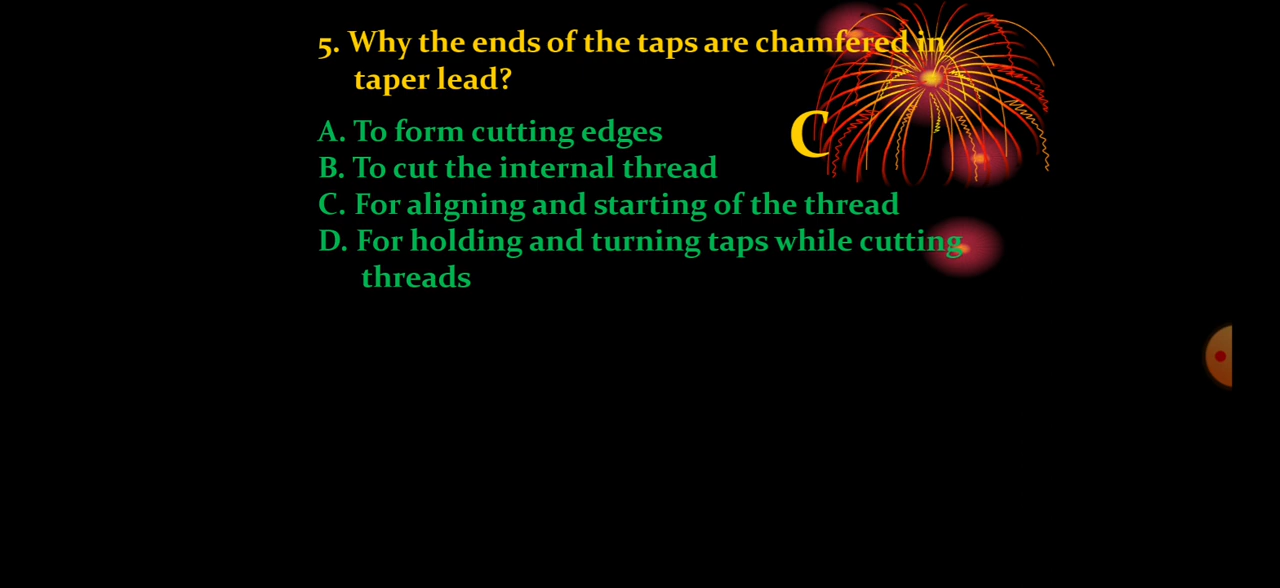 5. Why the ends of the taps are chamfered in
taper lead?
A. To form cutting edges
C
B. To cut the internal thread
C. For aligning and starting of the thread
D. For holding and turning taps while cutting
threads